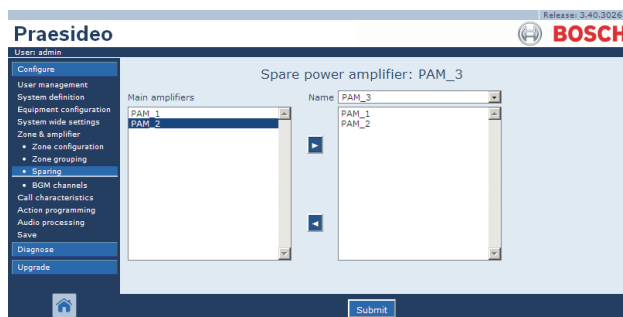 Release: 3.40.3026
Praesideo
BOSCH
User: admin
Configure
User management
System definition
Equipment configuration
System wide settings
Zone & amplifier
• Zone configuration
• Zone grouping
• Sparing
• BGM channels
Call characteristics
Action programming
Audio processing
Save
Diagnose
Upgrade
Spare power amplifier: PAM_3
Main amplifiers
PAM_1
PAM_2
Name PAM_3
PAM_1
PAM_2
Submit